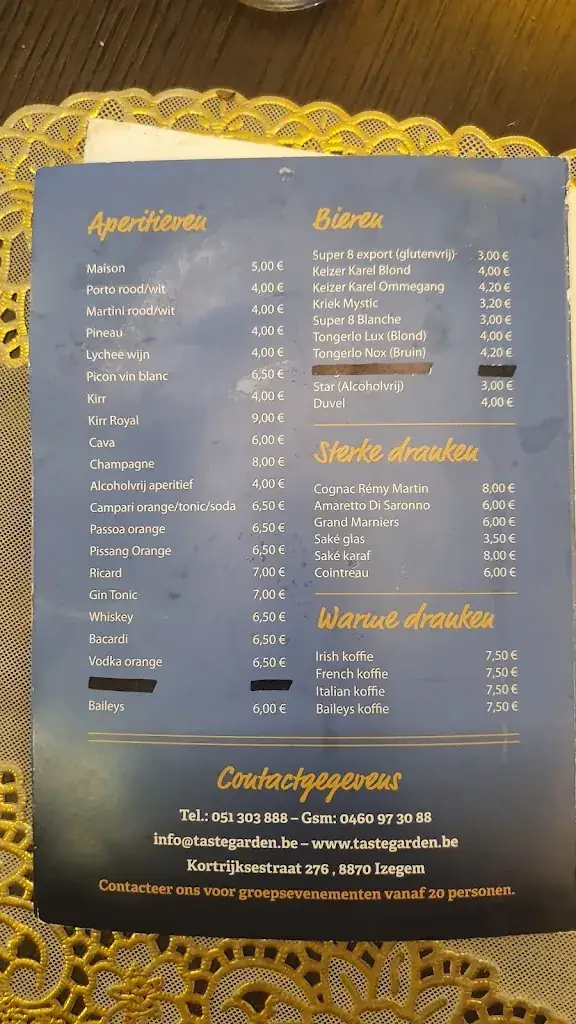 Aperitieven
Maison 5,00 €
Porto rood/wit 4,00 €
Martini rood/wit 4,00 €
Pineau 4,00 €
Lychee wijn 4,00 €
Picon vin blanc 6,50 €
Kirr 4,00 €
Kirr Royal 9,00 €
Cava 6,00 €
Champagne 8,00 €
Alcoholvrij aperitief 4,00 €
Campari orange/tonic/soda 6,50 €
Passoa orange 6,50 €
Pissang Orange 6,50 €
Ricard 7,00 €
Gin Tonic 7,00 €
Whiskey 6,50 €
Bacardi 6,50 €
Vodka orange 6,50 €
Baileys 6,00 €
Bieren
Super 8 export (glutenvrij) 3,00 €
Keizer Karel Blond 4,00 €
Keizer Karel Ommegang 4,20 €
Kriek Mystic 3,20 €
Super 8 Blanche 3,00 €
Tongerlo Lux (Blond) 4,00 €
Tongerlo Nox (Bruin) 4,20 €
Star (Alcoholvrij) 3,00 €
Duvel 4,00 €
Sterke dranken
Cognac Rémy Martin 8,00 €
Amaretto Di Saronno 6,00 €
Grand Marniers 6,00 €
Saké glas 3,50 €
Saké karaf 8,00 €
Cointreau 6,00 €
Warme dranken
Irish koffie 7,50 €
French koffie 7,50 €
Italian koffie 7,50 €
Baileys koffie 7,50 €
Contactgegevens
Tel.: 051 303 888 – Gsm: 0460 97 30 88
info@tastegarden.be – www.tastegarden.be
Kortrijksestraat 276 , 8870 Izegem
Contacteer ons voor groepsevenementen vanaf 20 personen.